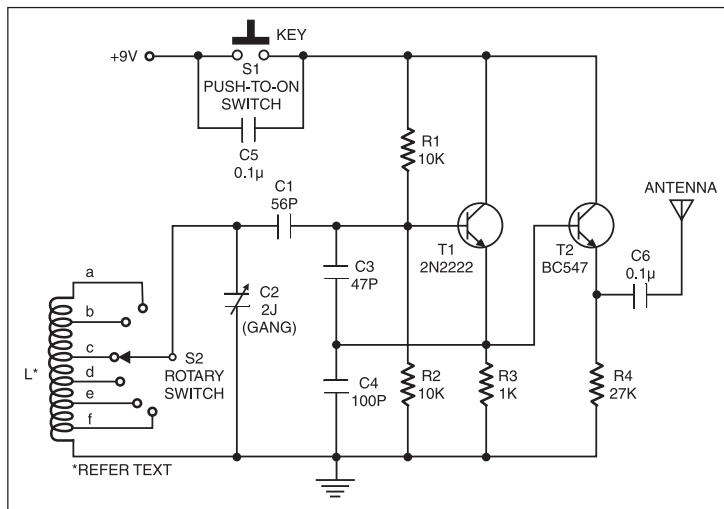 KEY
+9V
S1
PUSH-TO-ON
SWITCH
C5
0.1µ
R1
10K
C1
56P
ANTENNA
T1
2N2222
T2
BC547
C6
0.1µ
a
b
c
d
e
f
L*
S2
ROTARY
SWITCH
C2
2J
(GANG)
C3
47P
C4
100P
R2
10K
R3
1K
R4
27K
*REFER TEXT